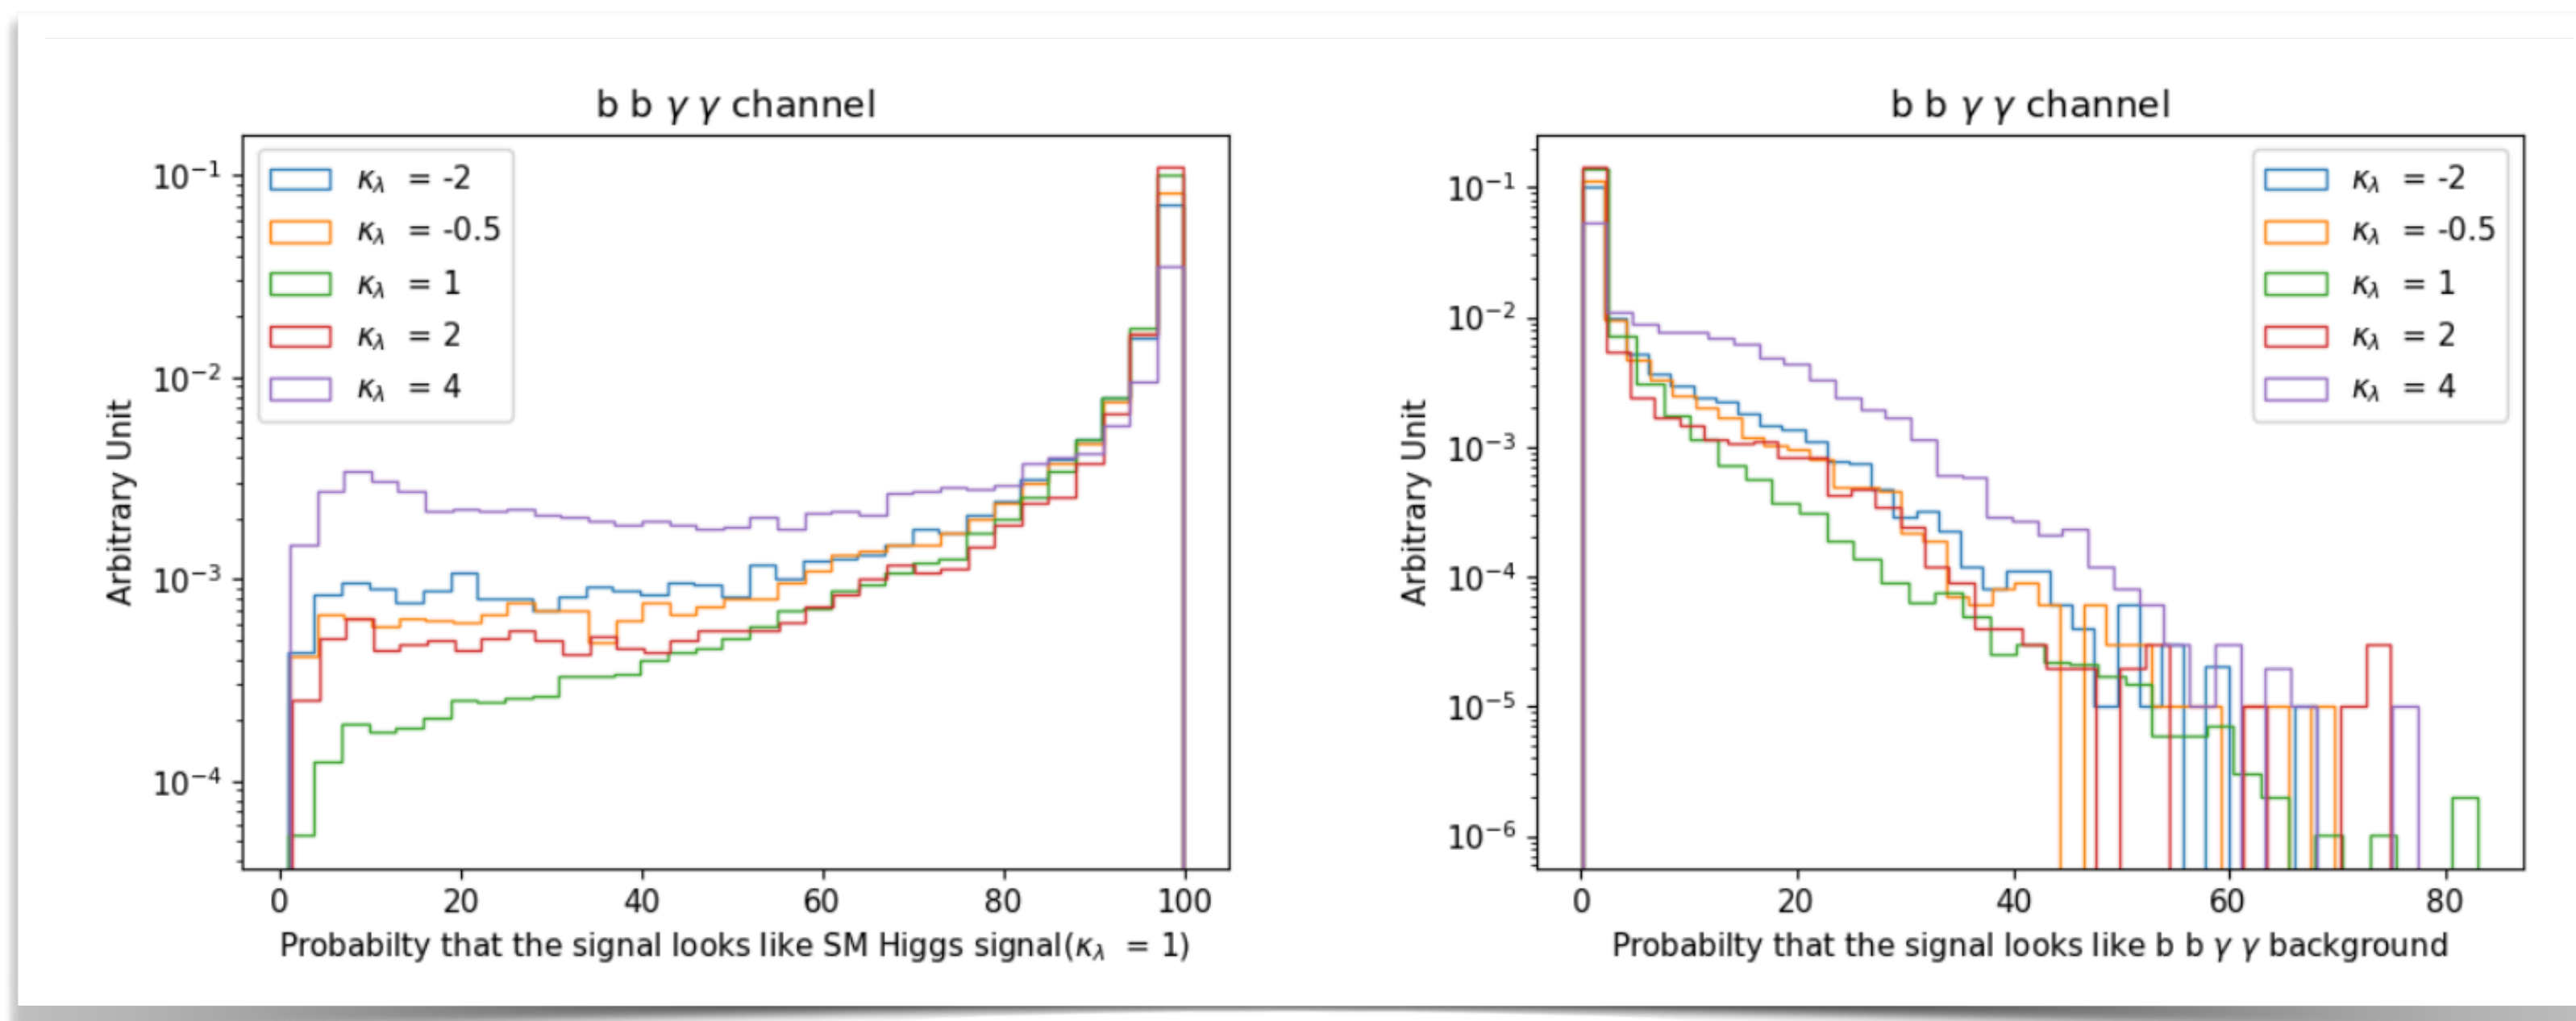 b b γ γ channel
10⁻¹
10⁻²
10⁻³
10⁻⁴
Arbitrary Unit
κλ = -2
κλ = -0.5
κλ = 1
κλ = 2
κλ = 4
0 20 40 60 80 100
Probabilty that the signal looks like SM Higgs signal(κλ = 1)
b b γ γ channel
10⁻¹
10⁻²
10⁻³
10⁻⁴
10⁻⁵
10⁻⁶
Arbitrary Unit
κλ = -2
κλ = -0.5
κλ = 1
κλ = 2
κλ = 4
0 20 40 60 80
Probabilty that the signal looks like b b γ γ background